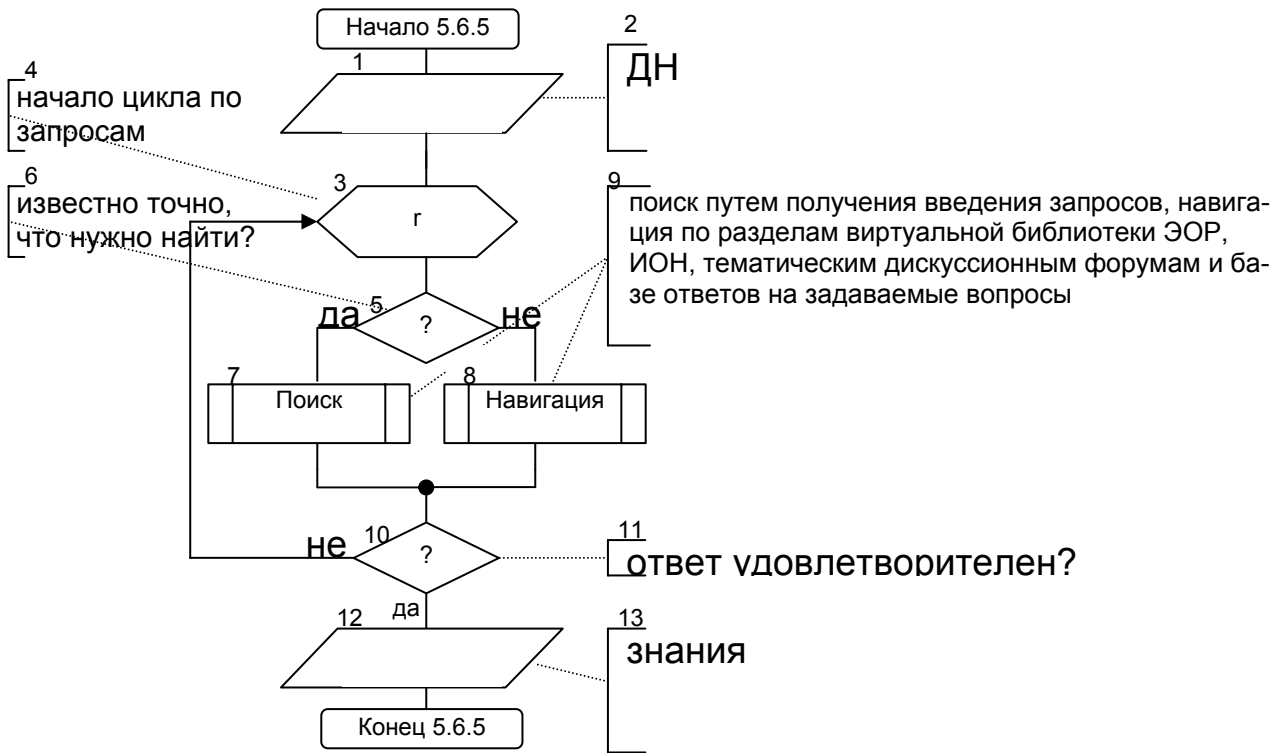 Начало 5.6.5
1
2
ДН
4
начало цикла по
запросам
3
r
6
известно точно,
что нужно найти?
9
поиск путем получения введения запросов, навига-
ция по разделам виртуальной библиотеки ЭОР,
ИОН, тематическим дискуссионным форумам и ба-
зе ответов на задаваемые вопросы
5
да
?
не
7
Поиск
8
Навигация
не
10
?
11
ответ удовлетворителен?
да
12
13
знания
Конец 5.6.5